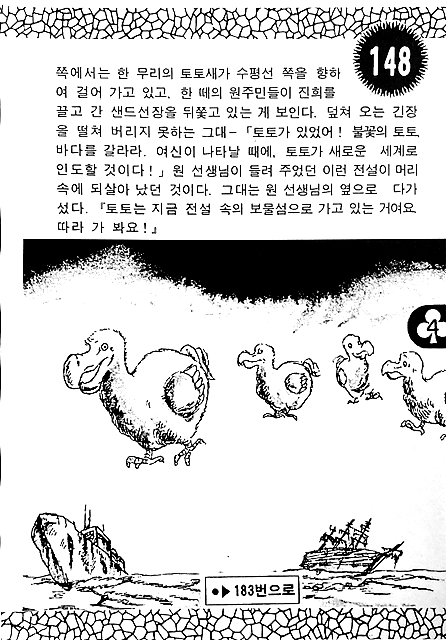 148
쪽에서는 한 무리의 토토새가 수평선 쪽을 향하
여 걸어 가고 있고, 한 떼의 원주민들이 진희를
끌고 간 샌드선장을 뒤쫓고 있는 게 보인다. 덮쳐 오는 긴장
을 떨쳐 버리지 못하는 그대-「토토가 있었어! 불꽃의 토토,
바다를 갈라라. 여신이 나타날 때에, 토토가 새로운 세계로
인도할 것이다!」원 선생님이 들려 주었던 이런 전설이 머리
속에 되살아 났던 것이다. 그대는 원 선생님의 옆으로 다가
섰다. 『토토는 지금 전설 속의 보물섬으로 가고 있는 거여요.
따라 가 봐요!』
4
●▶183번으로